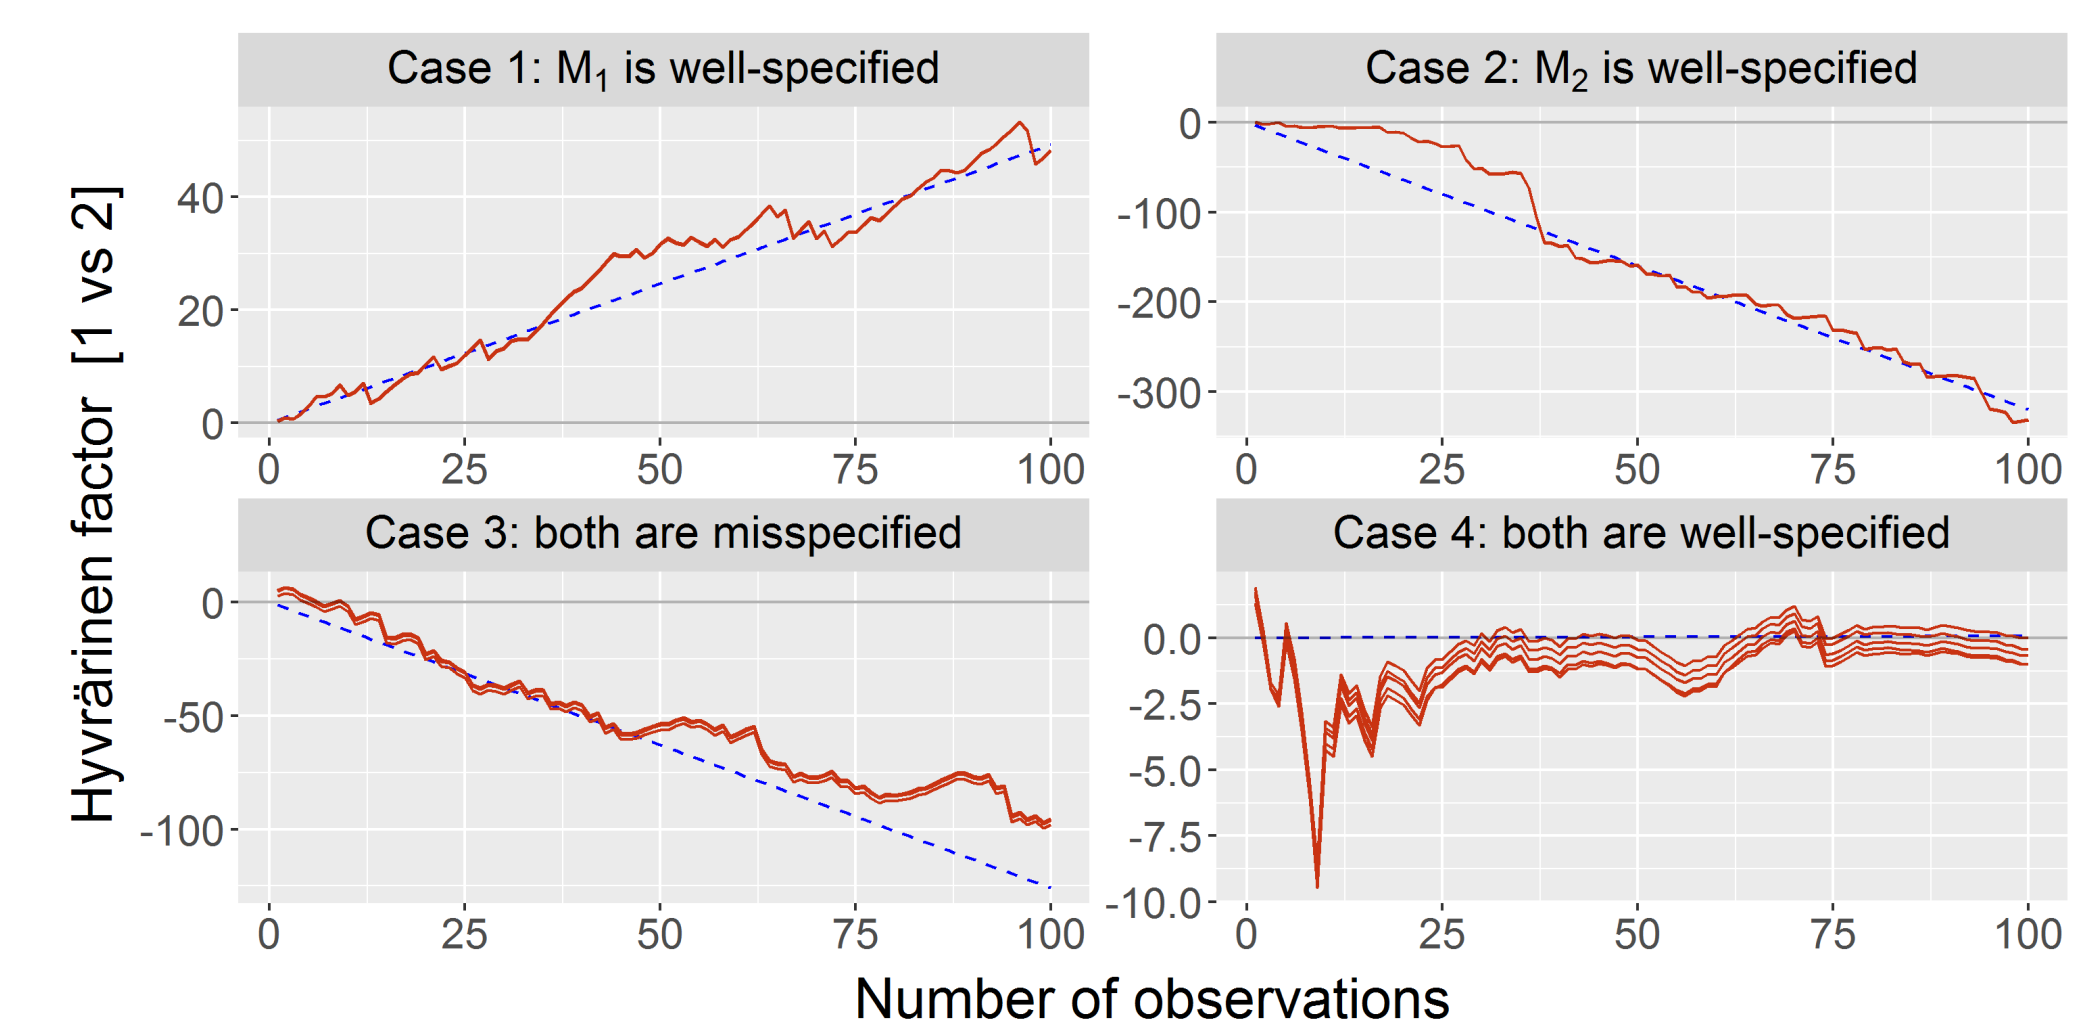 Case 1: M₁ is well-specified
Case 2: M₂ is well-specified
40
20
0
0 25 50 75 100
0
-100
-200
-300
0 25 50 75 100
Case 3: both are misspecified
Case 4: both are well-specified
0
-50
-100
0 25 50 75 100
0.0
-2.5
-5.0
-7.5
-10.0
0 25 50 75 100
Hyvrärinen factor [1 vs 2]
Number of observations